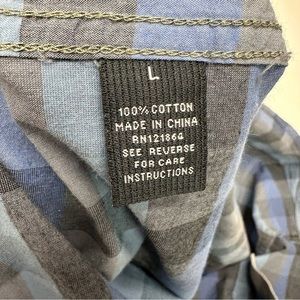 L
100% COTTON
MADE IN CHINA
RN121864
SEE REVERSE
FOR CARE
INSTRUCTIONS